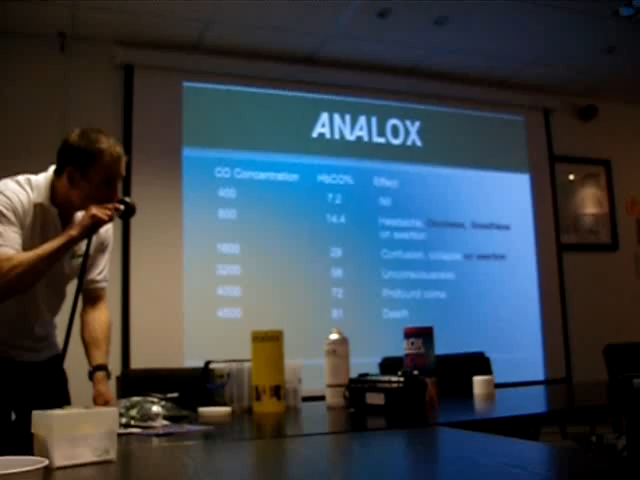 ANALOX
CO Concentration HbCO% Effect
400 7.2 Nil
800 14.4 Headache, Dizziness, Breathless
on exertion
1600 29 Confusion, collapse on exertion
3200 58 Unconsciousness
4000 72 Profound coma
4500 81 Death